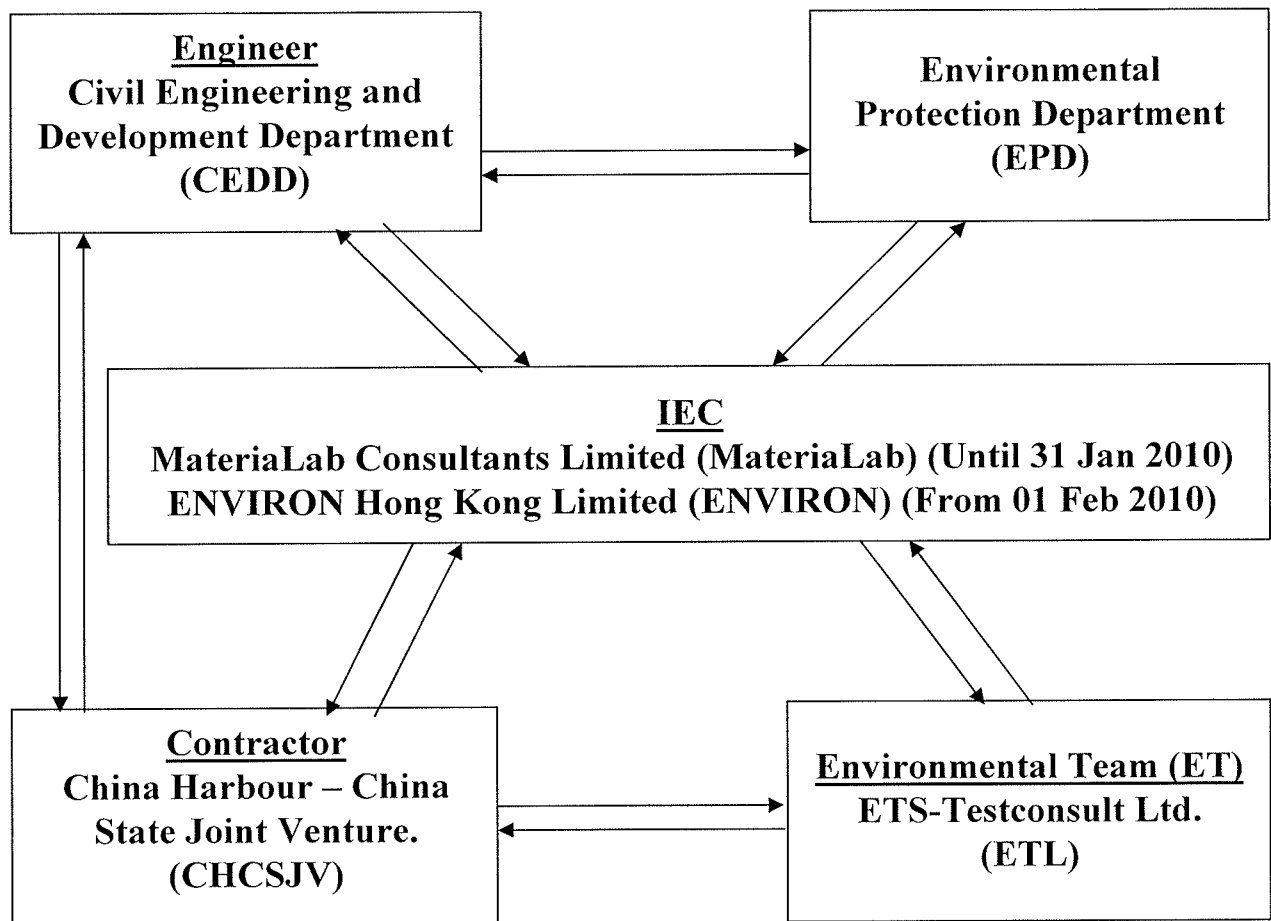 Engineer
Civil Engineering and
Development Department
(CEDD)
Environmental
Protection Department
(EPD)
IEC
MateriaLab Consultants Limited (MateriaLab) (Until 31 Jan 2010)
ENVIRON Hong Kong Limited (ENVIRON) (From 01 Feb 2010)
Contractor
China Harbour – China
State Joint Venture.
(CHCSJV)
Environmental Team (ET)
ETS-Testconsult Ltd.
(ETL)